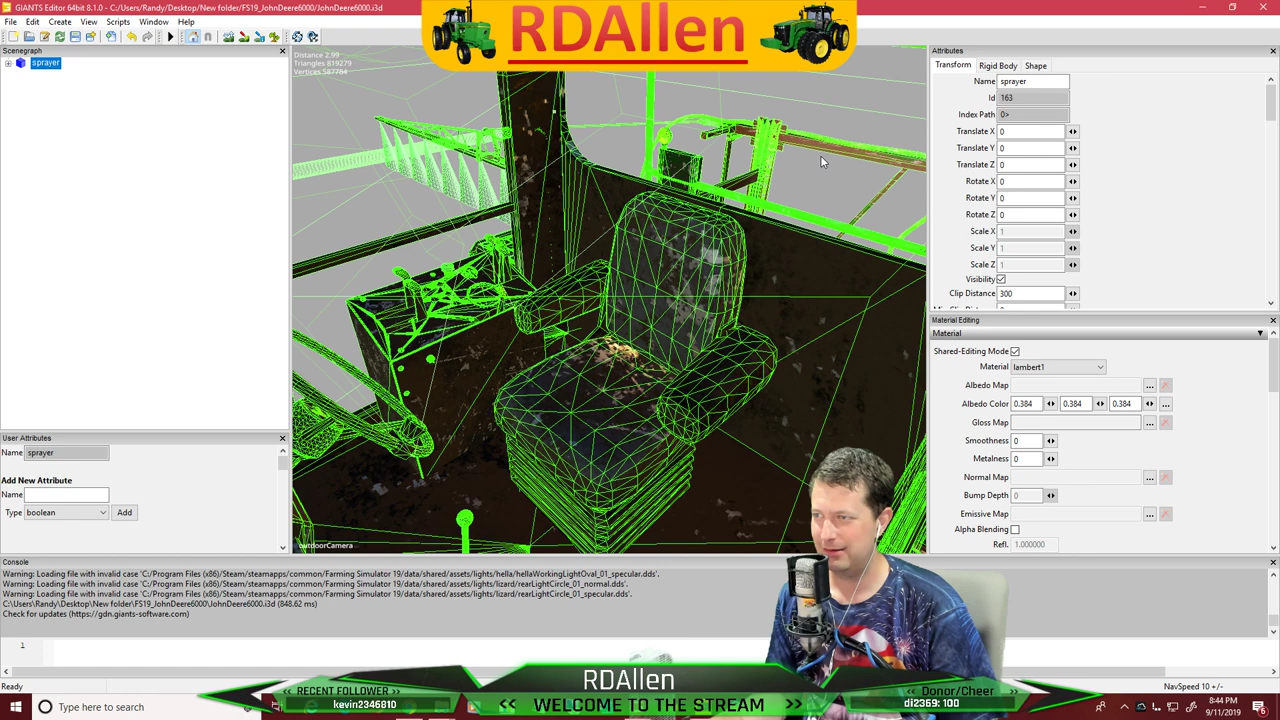 GIANTS Editor 64bit 8.1.0 - C:/Users/Randy/Desktop/New folder/FS19_JohnDeere6000/JohnDeere6000.i3d
File Edit Create View Scripts Window Help
RDAllen
Scenegraph
sprayer
Distance 2.99
Triangles 819279
Vertices 587784
outdoorCamera
Attributes
Transform Rigid Body Shape
Name sprayer
Id 163
Index Path 0>
Translate X 0
Translate Y 0
Translate Z 0
Rotate X 0
Rotate Y 0
Rotate Z 0
Scale X 1
Scale Y 1
Scale Z 1
Visibility
Clip Distance 300
Material Editing
Material
Shared-Editing Mode
Material lambert1
Albedo Map ...
Albedo Color 0.384 0.384 0.384 ...
Gloss Map ...
Smoothness 0
Metalness 0
Normal Map ...
Bump Depth 0
Emissive Map ...
Alpha Blending
Refl. 1.000000
User Attributes
Name sprayer
Add New Attribute
Name
Type boolean Add
Console
Warning: Loading file with invalid case 'C:/Program Files (x86)/Steam/steamapps/common/Farming Simulator 19/data/shared/assets/lights/hella/hellaWorkingLightOval_01_specular.dds'.
Warning: Loading file with invalid case 'C:/Program Files (x86)/Steam/steamapps/common/Farming Simulator 19/data/shared/assets/lights/lizard/rearLightCircle_01_normal.dds'.
Warning: Loading file with invalid case 'C:/Program Files (x86)/Steam/steamapps/common/Farming Simulator 19/data/shared/assets/lights/lizard/rearLightCircle_01_specular.dds'.
C:\Users\Randy\Desktop\New folder\FS19_JohnDeere6000\JohnDeere6000.i3d (848.62 ms)
Check for updates (https://gdn.giants-software.com)
1
Ready
NavSpeed 10 +/-
<< RECENT FOLLOWER >>
kevin2346810
RDAllen
<< WELCOME TO THE STREAM >>
<< Donor/Cheer >>
di2369: 100
Type here to search
8:44 PM
9/11/2019